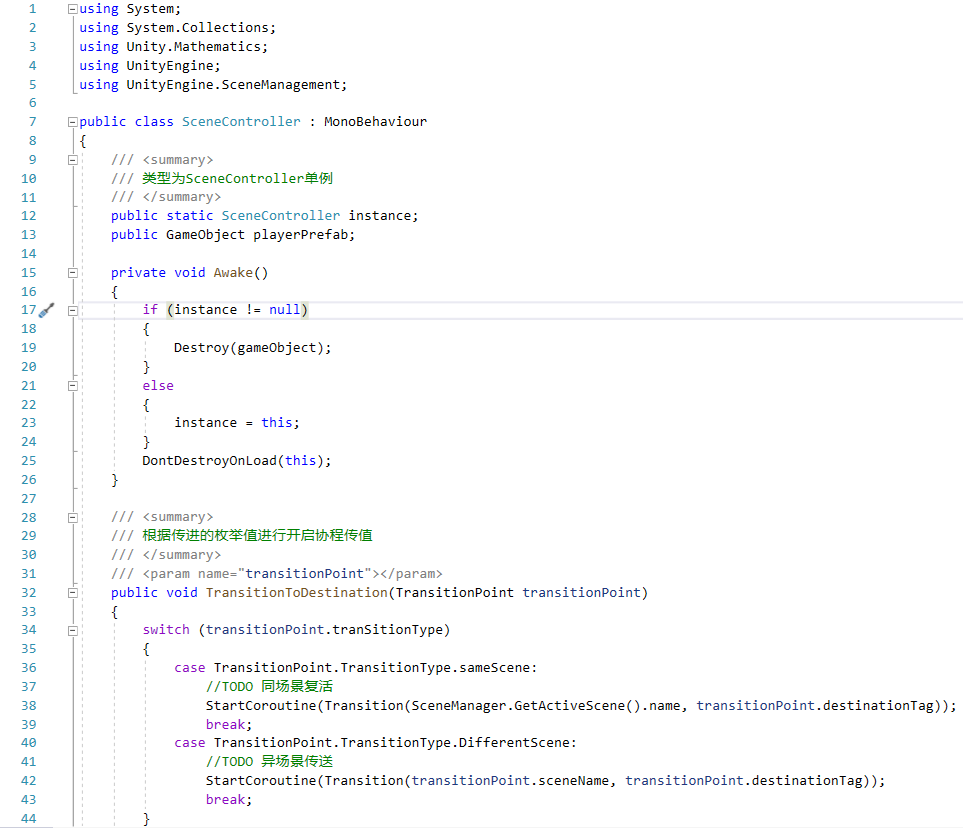 1 using System;
2 using System.Collections;
3 using Unity.Mathematics;
4 using UnityEngine;
5 using UnityEngine.SceneManagement;
6
7 public class SceneController : MonoBehaviour
8 {
9     /// <summary>
10     /// 类型为SceneController单例
11     /// </summary>
12     public static SceneController instance;
13     public GameObject playerPrefab;
14
15     private void Awake()
16     {
17         if (instance != null)
18         {
19             Destroy(gameObject);
20         }
21         else
22         {
23             instance = this;
24         }
25         DontDestroyOnLoad(this);
26     }
27
28     /// <summary>
29     /// 根据传进的枚举值进行开启协程传值
30     /// </summary>
31     /// <param name="transitionPoint"></param>
32     public void TransitionToDestination(TransitionPoint transitionPoint)
33     {
34         switch (transitionPoint.tranSitionType)
35         {
36             case TransitionPoint.TransitionType.sameScene:
37                 //TODO 同场景复活
38                 StartCoroutine(Transition(SceneManager.GetActiveScene().name, transitionPoint.destinationTag));
39                 break;
40             case TransitionPoint.TransitionType.DifferentScene:
41                 //TODO 异场景传送
42                 StartCoroutine(Transition(transitionPoint.sceneName, transitionPoint.destinationTag));
43                 break;
44         }